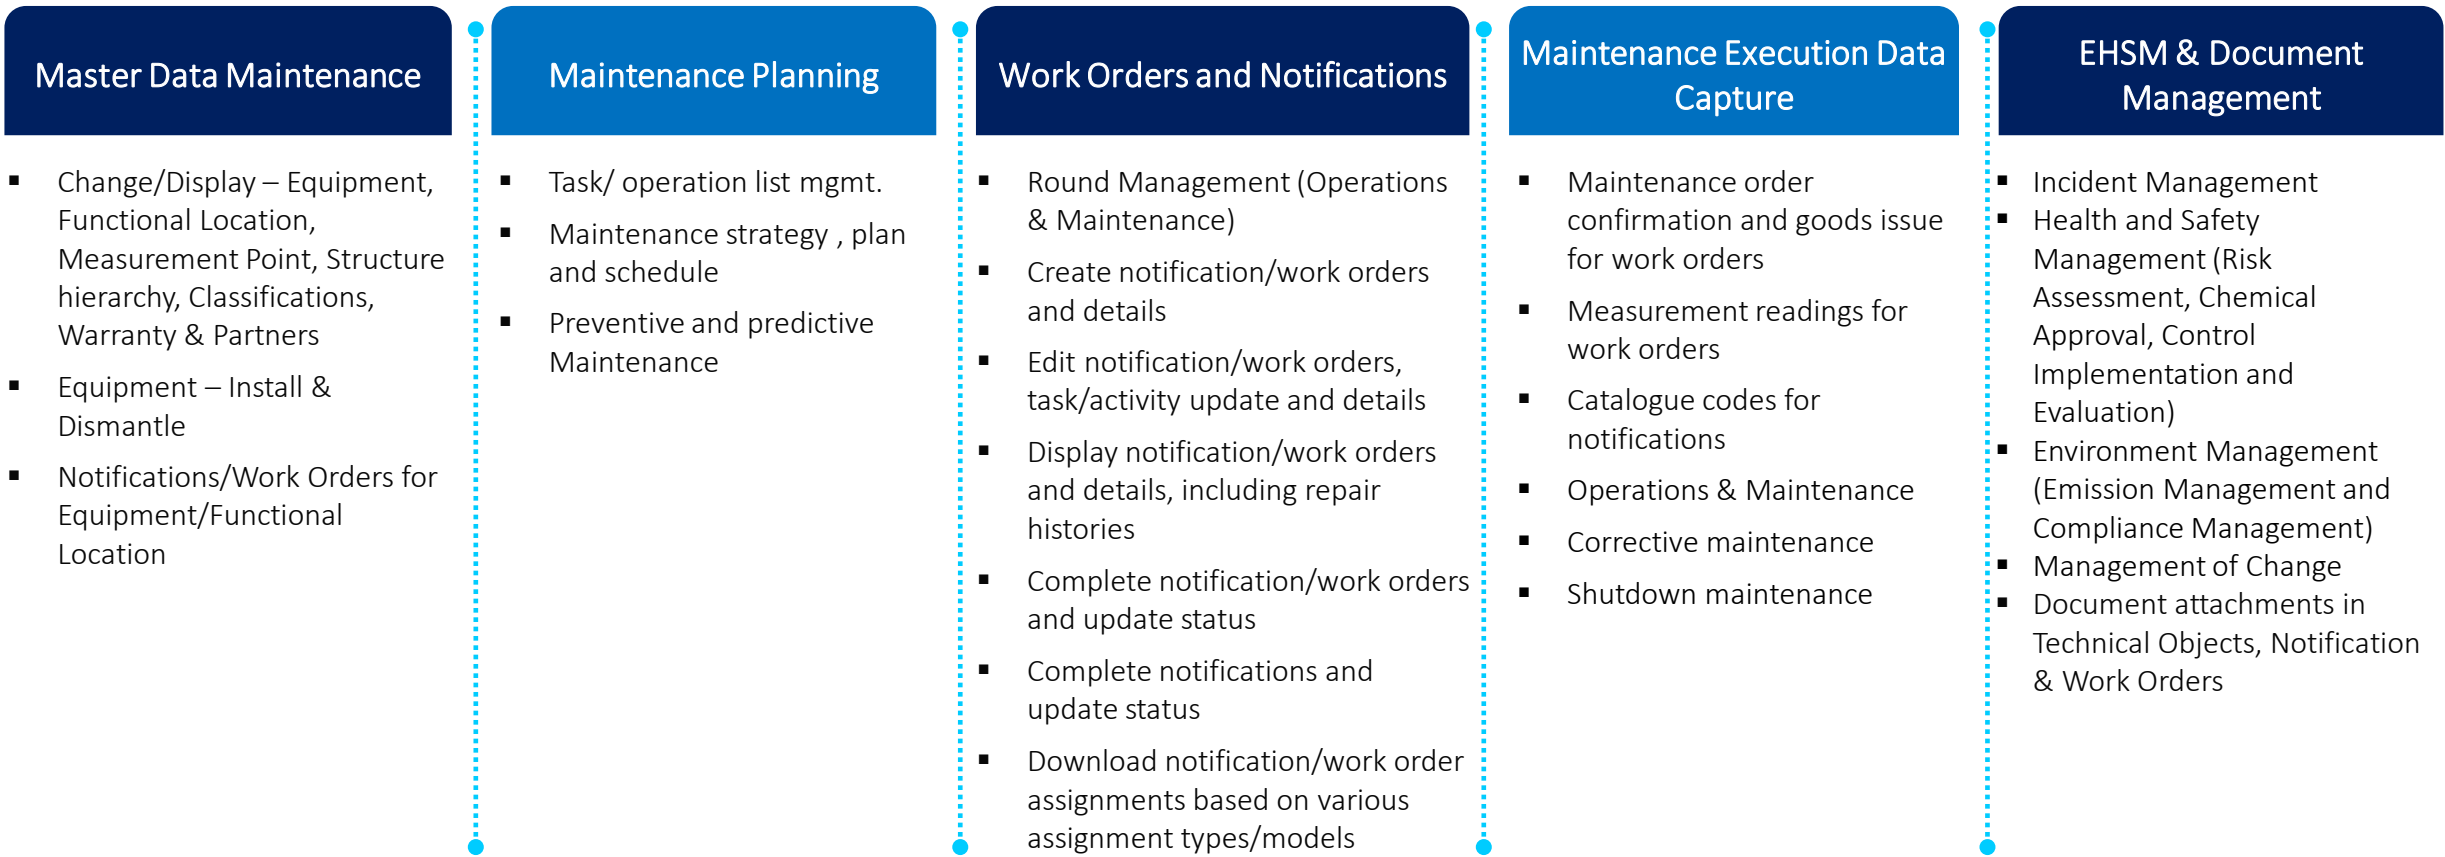 Master Data Maintenance
▪ Change/Display – Equipment,
Functional Location,
Measurement Point, Structure
hierarchy, Classifications,
Warranty & Partners
▪ Equipment – Install &
Dismantle
▪ Notifications/Work Orders for
Equipment/Functional
Location
Maintenance Planning
▪ Task/ operation list mgmt.
▪ Maintenance strategy , plan
and schedule
▪ Preventive and predictive
Maintenance
Work Orders and Notifications
▪ Round Management (Operations
& Maintenance)
▪ Create notification/work orders
and details
▪ Edit notification/work orders,
task/activity update and details
▪ Display notification/work orders
and details, including repair
histories
▪ Complete notification/work orders
and update status
▪ Complete notifications and
update status
▪ Download notification/work order
assignments based on various
assignment types/models
Maintenance Execution Data
Capture
▪ Maintenance order
confirmation and goods issue
for work orders
▪ Measurement readings for
work orders
▪ Catalogue codes for
notifications
▪ Operations & Maintenance
▪ Corrective maintenance
▪ Shutdown maintenance
EHSM & Document
Management
▪ Incident Management
▪ Health and Safety
Management (Risk
Assessment, Chemical
Approval, Control
Implementation and
Evaluation)
▪ Environment Management
(Emission Management and
Compliance Management)
▪ Management of Change
▪ Document attachments in
Technical Objects, Notification
& Work Orders